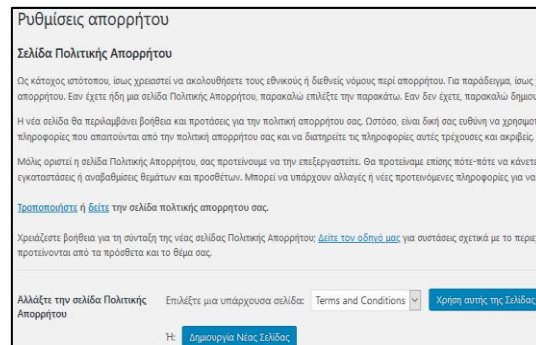 Ρυθμίσεις απορρήτου
Σελίδα Πολιτικής Απορρήτου
Ως κάτοχος ιστότοπου, ίσως χρειαστεί να ακολουθήσετε τους εθνικούς ή διεθνείς νόμους περί απορρήτου. Για παράδειγμα, ίσως
απορρήτου. Εαν έχετε ήδη μια σελίδα Πολιτικής Απορρήτου, παρακαλώ επιλέξτε την παρακάτω. Εαν δεν έχετε, παρακαλώ δημιου
Η νέα σελίδα θα περιλαμβάνει βοήθεια και προτάσεις για την πολιτική απορρήτου σας. Ωστόσο, είναι δική σας ευθύνη να χρησιμοπ
πληροφορίες που απαιτούνται από την πολιτική απορρήτου σας και να διατηρείτε τις πληροφορίες αυτές τρέχουσες και ακριβείς.
Μόλις οριστεί η σελίδα Πολιτικής Απορρήτου, σας προτείνουμε να την επεξεργαστείτε. Θα προτείναμε επίσης πότε-πότε να κάνετε
εγκαταστάσεις ή αναβαθμίσεις θεμάτων και προσθέτων. Μπορεί να υπάρχουν αλλαγές ή νέες προτεινόμενες πληροφορίες για να
Τροποποιήστε ή δείτε την σελίδα πολτικής απορρητου σας.
Χρειάζεστε βοήθεια για τη σύνταξη της νέας σελίδας Πολιτικής Απορρήτου; Δείτε τον οδηγό μας για συστάσεις σχετικά με το περιεχ
προτείνονται από τα πρόσθετα και το θέμα σας.
Αλλάξτε την σελίδα Πολιτικής Επιλέξτε μια υπάρχουσα σελίδα: Terms and Conditions Χρήση αυτής της Σελίδας
Απορρήτου
Ή: Δημιουργία Νέας Σελίδας